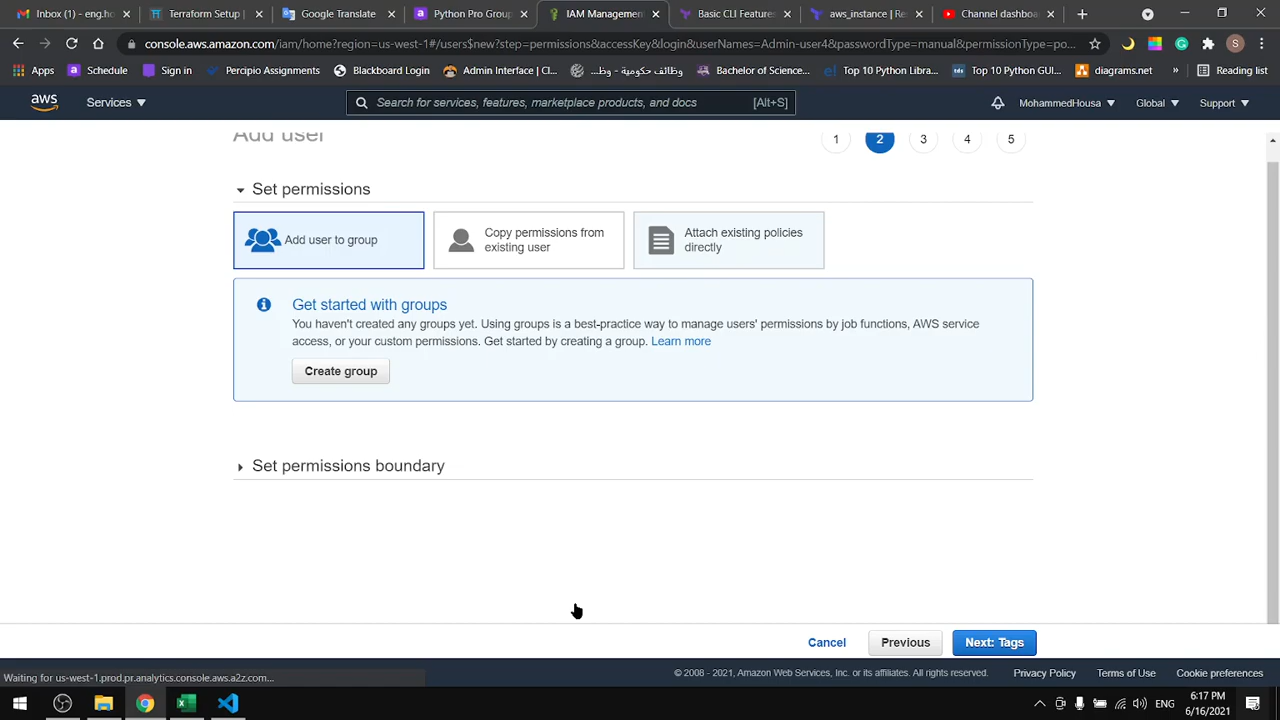 Inbox (1) - eng.ho
Terraform Setup |
Google Translate
Python Pro Group
IAM Management
Basic CLI Features
aws_instance | Re
Channel dashboa
console.aws.amazon.com/iam/home?region=us-west-1#/users$new?step=permissions&accessKey&login&userNames=Admin-user4&passwordType=manual&permissionType=po...
S
Apps
Schedule
Sign in
Percipio Assignments
Blackboard Login
Admin Interface | Cl...
وظائف حكومية - وظ...
Bachelor of Science...
Top 10 Python Libra...
Top 10 Python GUI...
diagrams.net
»
Reading list
aws
Services
Search for services, features, marketplace products, and docs
[Alt+S]
MohammedHousa
Global
Support
Add user
1
2
3
4
5
Set permissions
Add user to group
Copy permissions from
existing user
Attach existing policies
directly
Get started with groups
You haven't created any groups yet. Using groups is a best-practice way to manage users' permissions by job functions, AWS service
access, or your custom permissions. Get started by creating a group. Learn more
Create group
Set permissions boundary
Cancel
Previous
Next: Tags
Waiting for us-west-1.prod.pr.analytics.console.aws.a2z.com...
© 2008 - 2021, Amazon Web Services, Inc. or its affiliates. All rights reserved.
Privacy Policy
Terms of Use
Cookie preferences
ENG
6:17 PM
6/16/2021